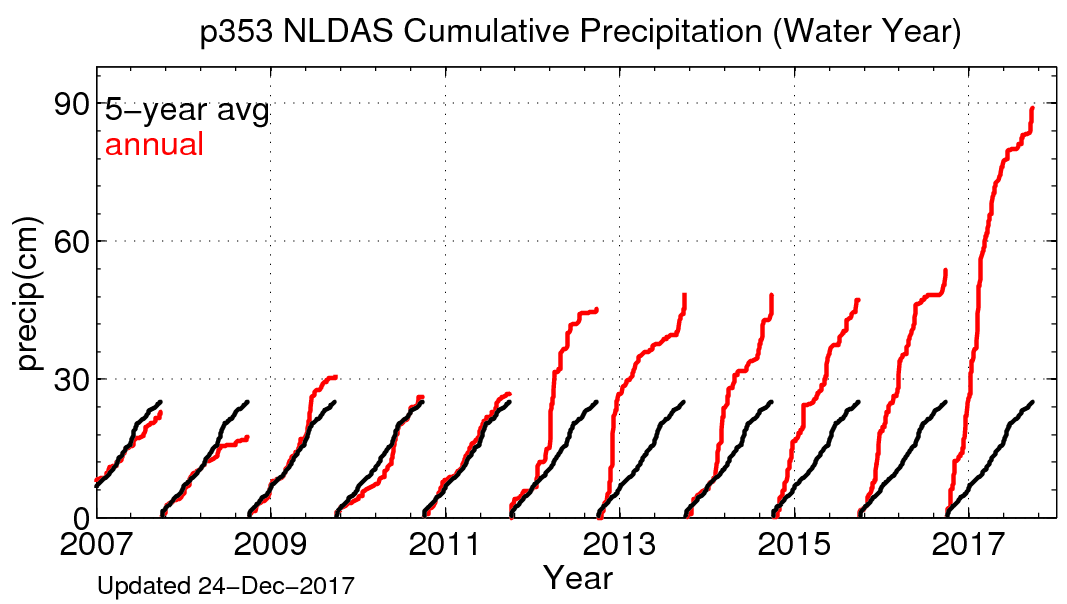 p353 NLDAS Cumulative Precipitation (Water Year)
5−year avg
annual
precip(cm)
90
60
30
0
2007 2009 2011 2013 2015 2017
Year
Updated 24−Dec−2017